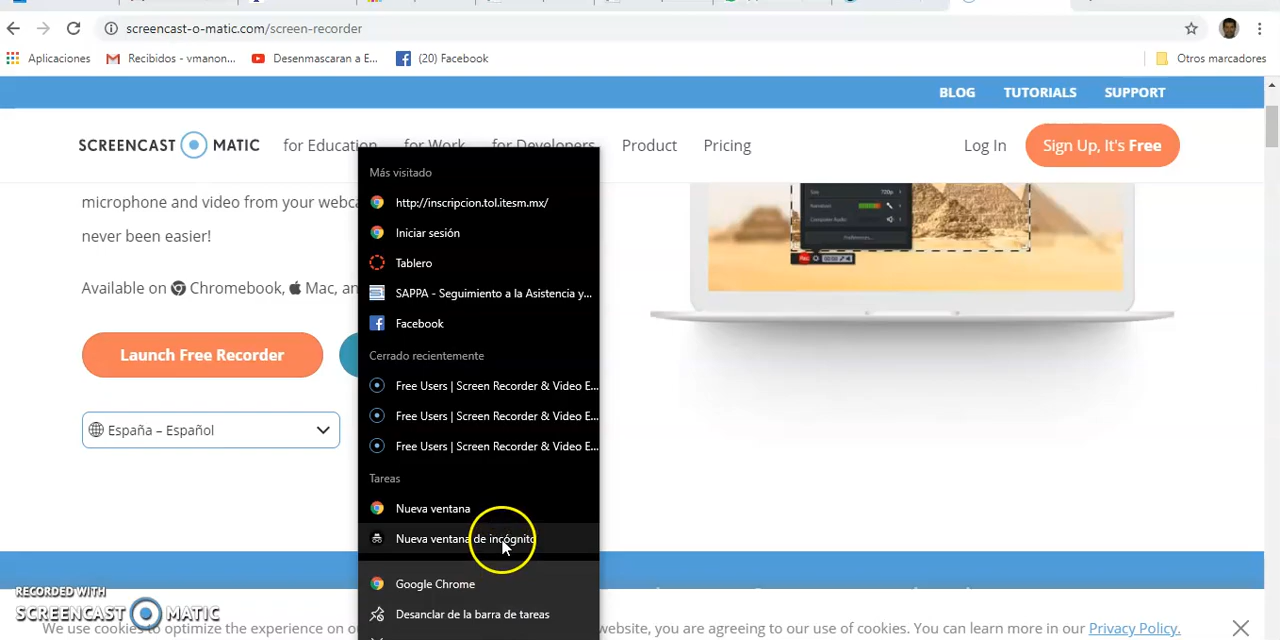 screencast-o-matic.com/screen-recorder
Aplicaciones
Recibidos - vmanon...
Desenmascaran a E...
(20) Facebook
Otros marcadores
BLOG
TUTORIALS
SUPPORT
SCREENCAST MATIC
for Education
for Work
for Developers
Product
Pricing
Log In
Sign Up, It's Free
microphone and video from your webca
never been easier!
Available on Chromebook, Mac, an
Launch Free Recorder
España – Español
Más visitado
http://inscripcion.tol.itesm.mx/
Iniciar sesión
Tablero
SAPPA - Seguimiento a la Asistencia y...
Facebook
Cerrado recientemente
Free Users | Screen Recorder & Video E...
Free Users | Screen Recorder & Video E...
Free Users | Screen Recorder & Video E...
Tareas
Nueva ventana
Nueva ventana de incógnito
Google Chrome
Desanclar de la barra de tareas
720p
Preferences...
RECORDED WITH
SCREENCAST MATIC
We use cookies to optimize the experience on ou
website, you are agreeing to our use of cookies. You can learn more in our Privacy Policy.